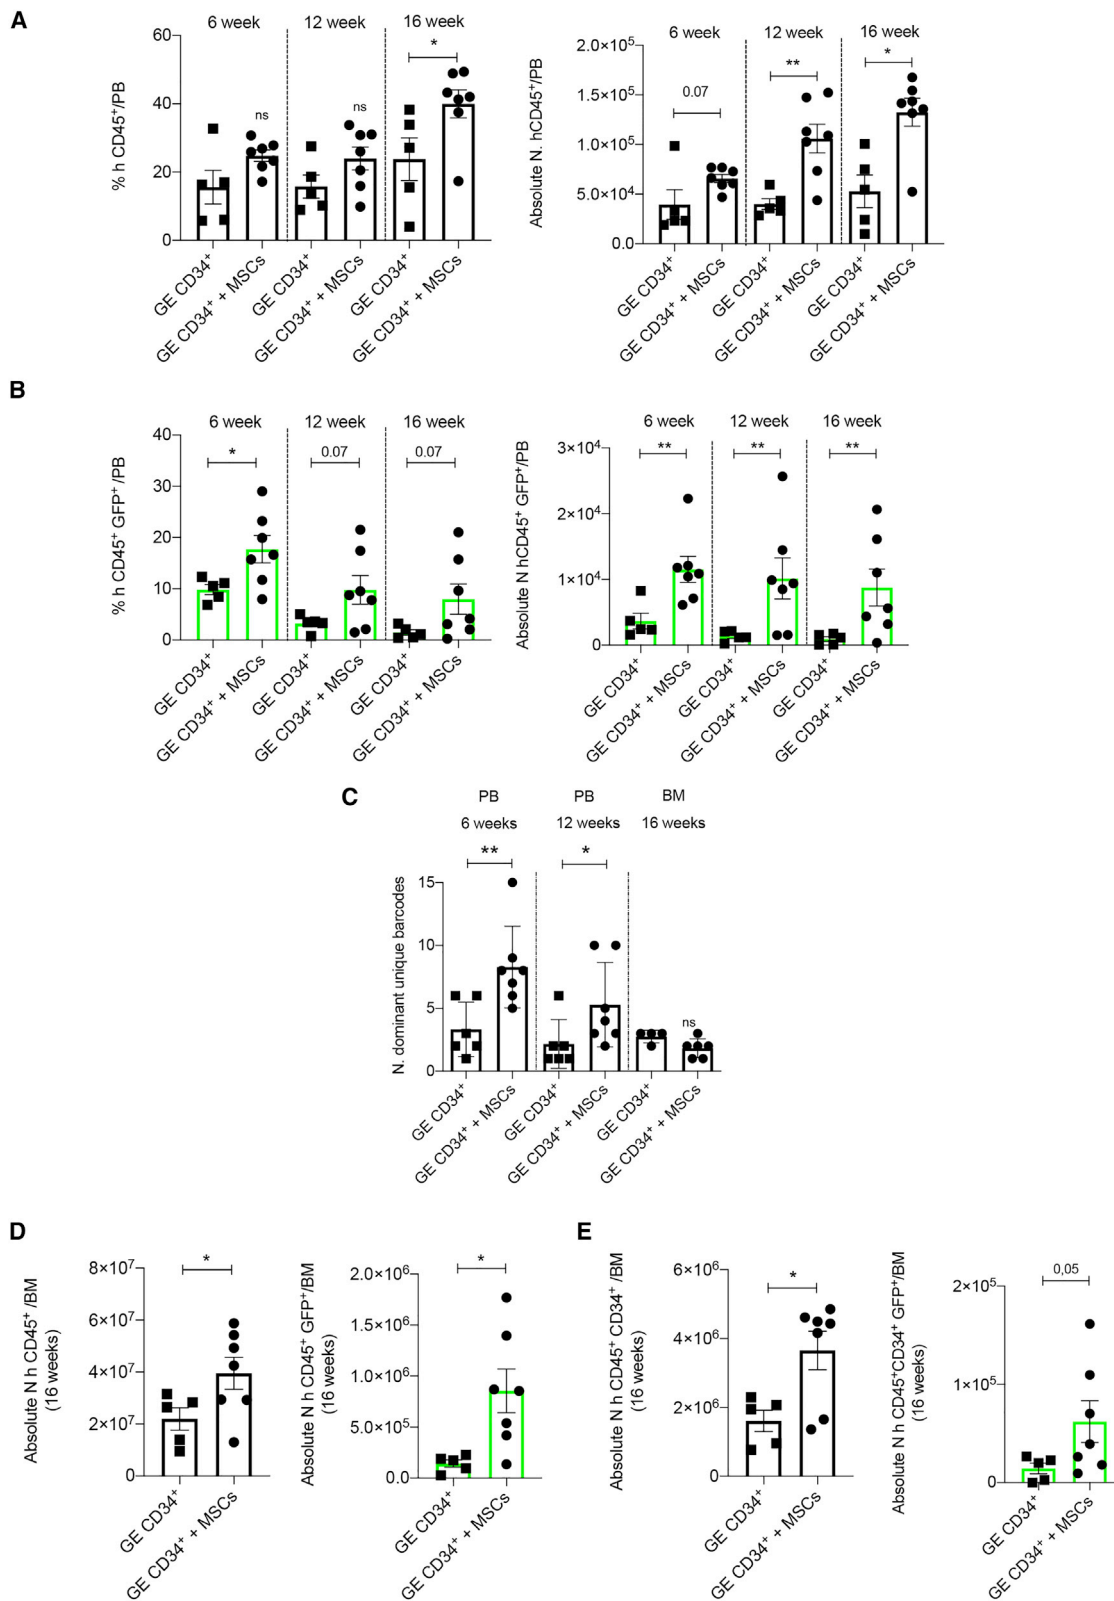 A
6 week
12 week
16 week
% h CD45⁺/PB
60
40
20
0
ns
ns
*
GE CD34⁺
GE CD34⁺ + MSCs
GE CD34⁺
GE CD34⁺ + MSCs
GE CD34⁺
GE CD34⁺ + MSCs
6 week
12 week
16 week
Absolute N. hCD45⁺/PB
2.0×10⁵
1.5×10⁵
1.0×10⁵
5.0×10⁴
0.0
0.07
**
*
GE CD34⁺
GE CD34⁺ + MSCs
GE CD34⁺
GE CD34⁺ + MSCs
GE CD34⁺
GE CD34⁺ + MSCs
B
6 week
12 week
16 week
% h CD45⁺ GFP⁺/PB
40
30
20
10
0
*
0.07
0.07
GE CD34⁺
GE CD34⁺ + MSCs
GE CD34⁺
GE CD34⁺ + MSCs
GE CD34⁺
GE CD34⁺ + MSCs
6 week
12 week
16 week
Absolute N hCD45⁺ GFP⁺/PB
3×10⁴
2×10⁴
1×10⁴
0
**
**
**
GE CD34⁺
GE CD34⁺ + MSCs
GE CD34⁺
GE CD34⁺ + MSCs
GE CD34⁺
GE CD34⁺ + MSCs
C
PB
PB
BM
6 weeks
12 weeks
16 weeks
N. dominant unique barcodes
15
10
5
0
**
*
ns
GE CD34⁺
GE CD34⁺ + MSCs
GE CD34⁺
GE CD34⁺ + MSCs
GE CD34⁺
GE CD34⁺ + MSCs
D
Absolute N h CD45⁺ /BM
(16 weeks)
8×10⁷
6×10⁷
4×10⁷
2×10⁷
0
*
GE CD34⁺
GE CD34⁺ + MSCs
Absolute N h CD45⁺ GFP⁺/BM
(16 weeks)
2.0×10⁶
1.5×10⁶
1.0×10⁶
5.0×10⁵
0.0
*
GE CD34⁺
GE CD34⁺ + MSCs
E
Absolute N h CD45⁺ CD34⁺ /BM
(16 weeks)
6×10⁶
4×10⁶
2×10⁶
0
*
GE CD34⁺
GE CD34⁺ + MSCs
Absolute N h CD45⁺CD34⁺ GFP⁺/BM
(16 weeks)
2×10⁵
1×10⁵
0
0,05
GE CD34⁺
GE CD34⁺ + MSCs